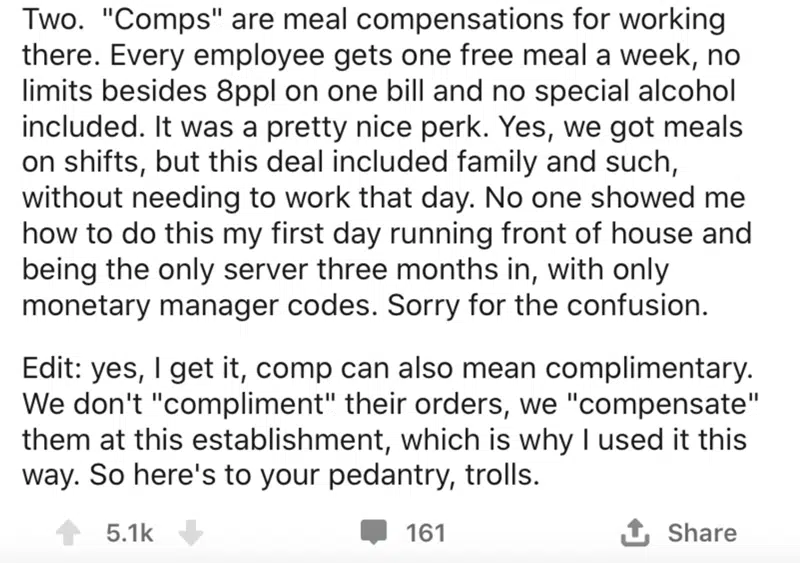 Two. "Comps" are meal compensations for working
there. Every employee gets one free meal a week, no
limits besides 8ppl on one bill and no special alcohol
included. It was a pretty nice perk. Yes, we got meals
on shifts, but this deal included family and such,
without needing to work that day. No one showed me
how to do this my first day running front of house and
being the only server three months in, with only
monetary manager codes. Sorry for the confusion.
Edit: yes, I get it, comp can also mean complimentary.
We don't "compliment" their orders, we "compensate"
them at this establishment, which is why I used it this
way. So here's to your pedantry, trolls.
5.1k 161 Share